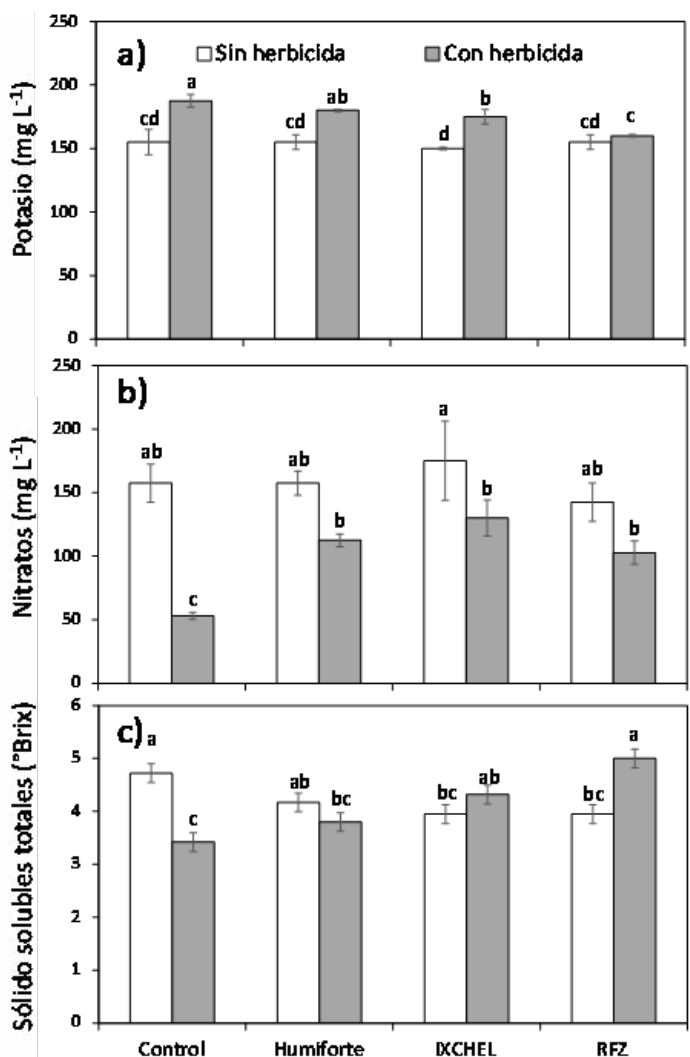 a)
Sin herbicida
Con herbicida
Potasio (mg L-1)
250
200
150
100
50
0
cd
a
cd
ab
d
b
cd
c
b)
Nitratos (mg L-1)
250
200
150
100
50
0
ab
c
ab
b
a
b
ab
b
c)
Sólido solubles totales (°Brix)
6
5
4
3
2
1
0
a
c
ab
bc
bc
ab
bc
a
Control
Humiforte
IXCHEL
RFZ